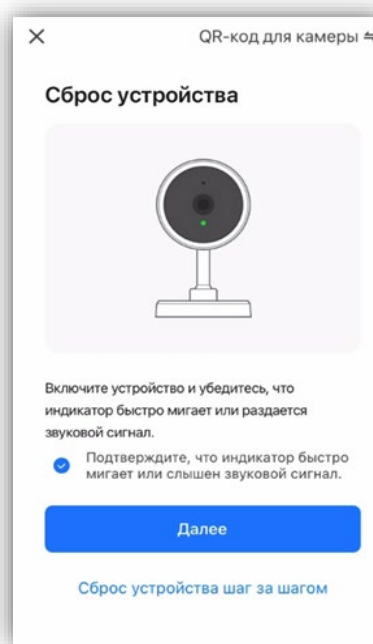 QR-код для камеры
Сброс устройства
Включите устройство и убедитесь, что
индикатор быстро мигает или раздается
звуковой сигнал.
Подтвердите, что индикатор быстро
мигает или слышен звуковой сигнал.
Далее
Сброс устройства шаг за шагом